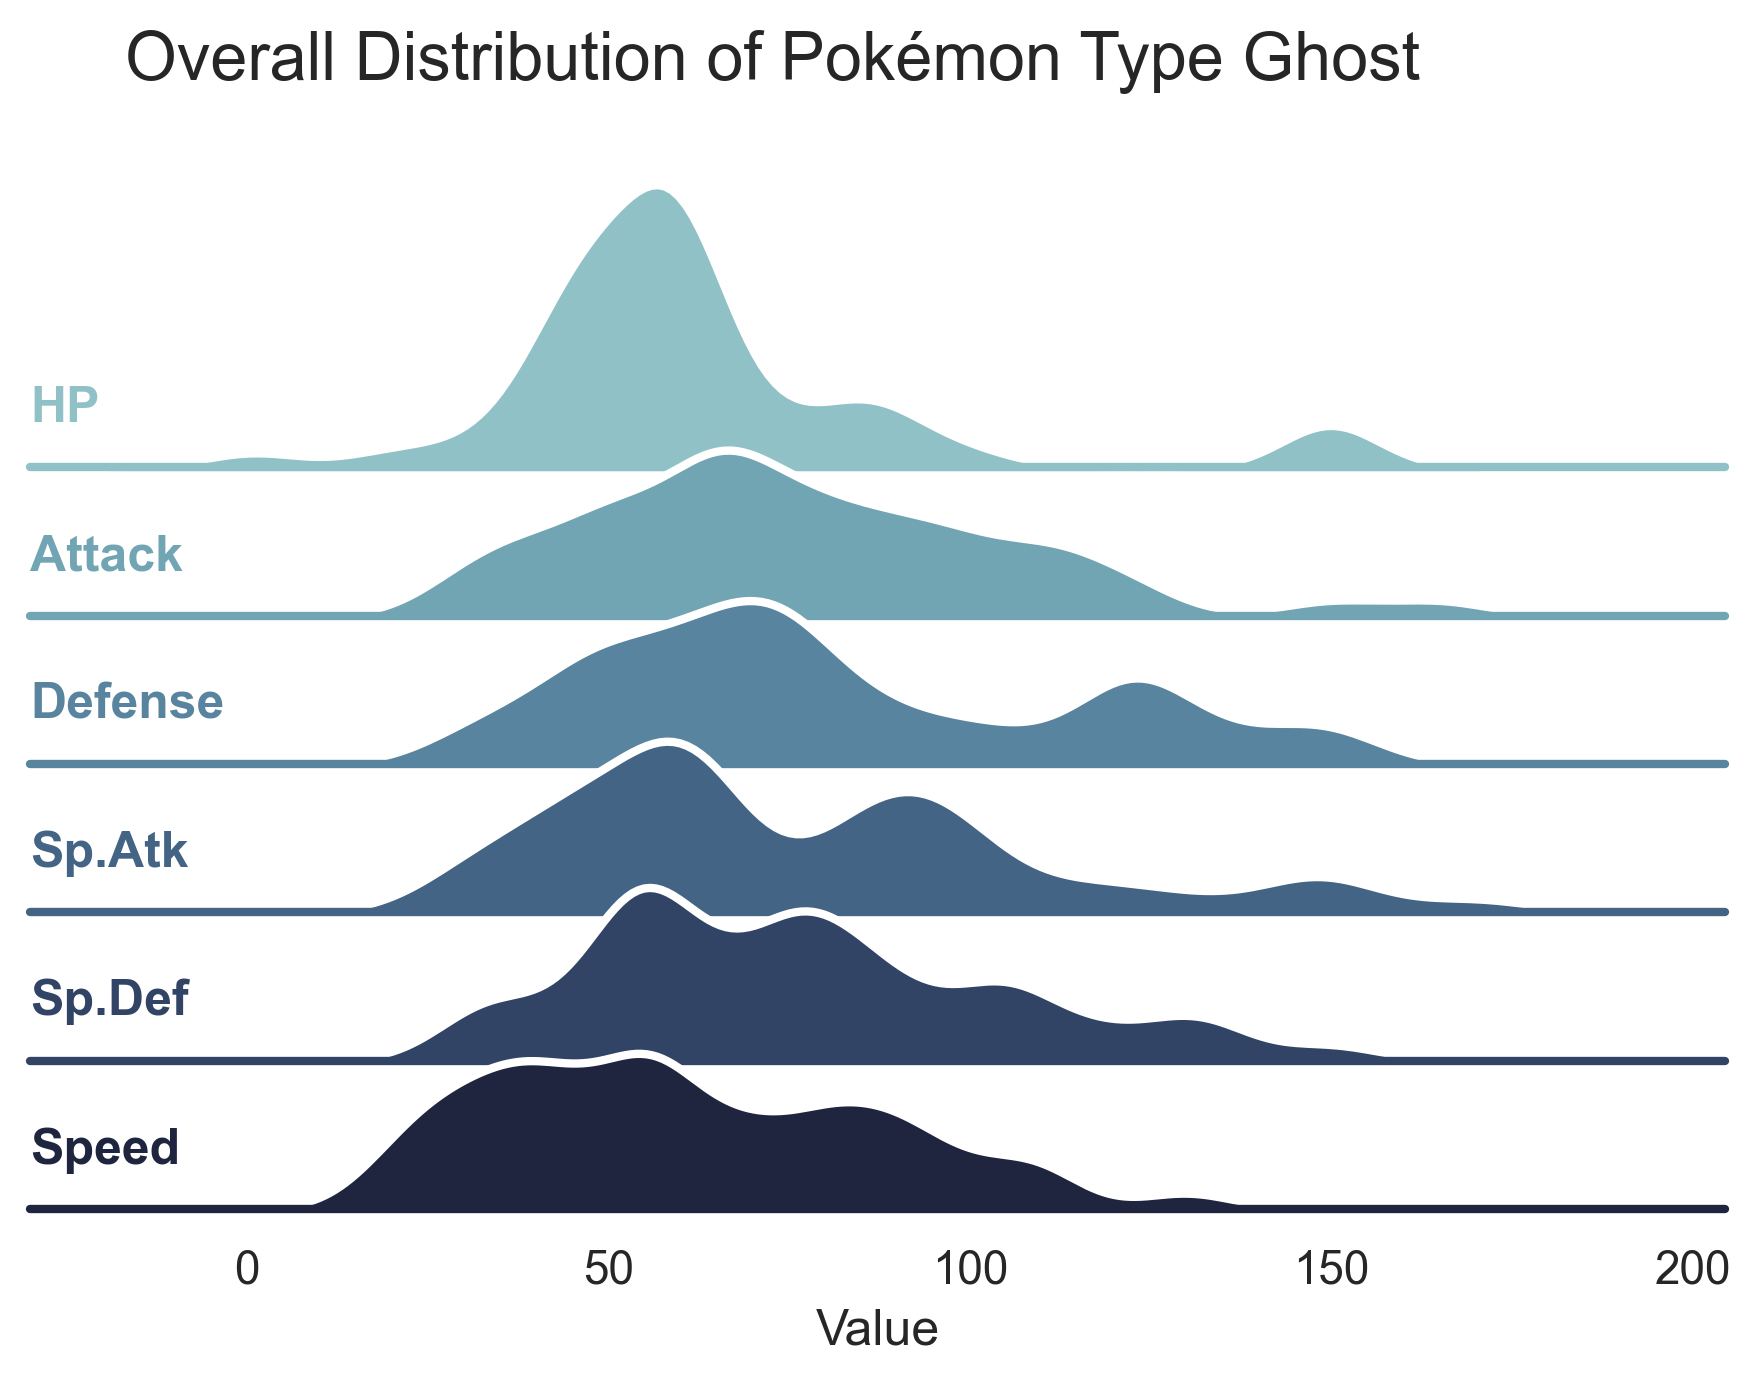 Overall Distribution of Pokémon Type Ghost
HP
Attack
Defense
Sp.Atk
Sp.Def
Speed
0 50 100 150 200
Value